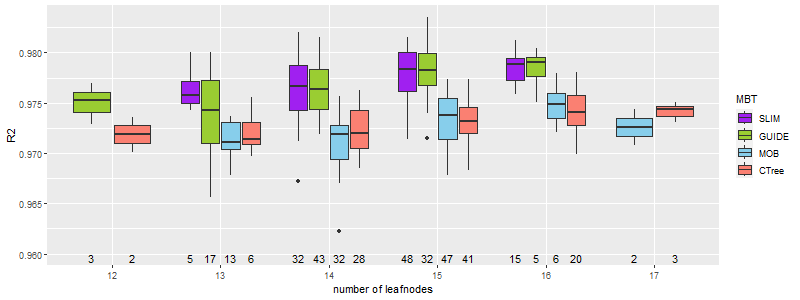 R2
0.980
0.975
0.970
0.965
0.960
3 2 5 17 13 6 32 43 32 28 48 32 47 41 15 5 6 20 2 3
12 13 14 15 16 17
number of leafnodes
MBT
SLIM
GUIDE
MOB
CTree